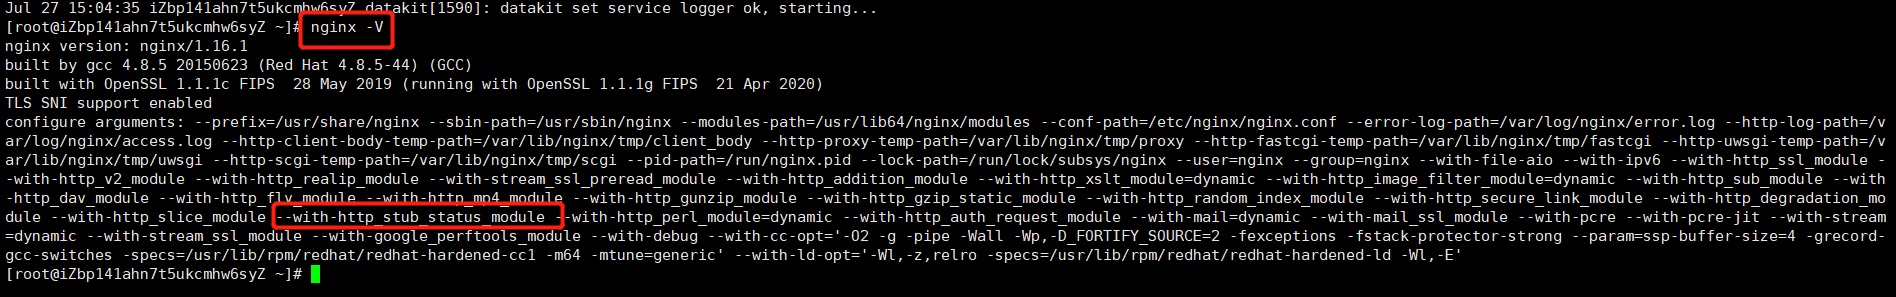 Jul 27 15:04:35 iZbp141ahn7t5ukcmhw6syZ datakit[1590]: datakit set service logger ok, starting...
[root@iZbp141ahn7t5ukcmhw6syZ ~]# nginx -V
nginx version: nginx/1.16.1
built by gcc 4.8.5 20150623 (Red Hat 4.8.5-44) (GCC)
built with OpenSSL 1.1.1c FIPS  28 May 2019 (running with OpenSSL 1.1.1g FIPS  21 Apr 2020)
TLS SNI support enabled
configure arguments: --prefix=/usr/share/nginx --sbin-path=/usr/sbin/nginx --modules-path=/usr/lib64/nginx/modules --conf-path=/etc/nginx/nginx.conf --error-log-path=/var/log/nginx/error.log --http-log-path=/v
ar/log/nginx/access.log --http-client-body-temp-path=/var/lib/nginx/tmp/client_body --http-proxy-temp-path=/var/lib/nginx/tmp/proxy --http-fastcgi-temp-path=/var/lib/nginx/tmp/fastcgi --http-uwsgi-temp-path=/v
ar/lib/nginx/tmp/uwsgi --http-scgi-temp-path=/var/lib/nginx/tmp/scgi --pid-path=/run/nginx.pid --lock-path=/run/lock/subsys/nginx --user=nginx --group=nginx --with-file-aio --with-ipv6 --with-http_ssl_module -
-with-http_v2_module --with-http_realip_module --with-stream_ssl_preread_module --with-http_addition_module --with-http_xslt_module=dynamic --with-http_image_filter_module=dynamic --with-http_sub_module --with
-http_dav_module --with-http_flv_module --with-http_mp4_module --with-http_gunzip_module --with-http_gzip_static_module --with-http_random_index_module --with-http_secure_link_module --with-http_degradation_mo
dule --with-http_slice_module --with-http_stub_status_module --with-http_perl_module=dynamic --with-http_auth_request_module --with-mail=dynamic --with-mail_ssl_module --with-pcre --with-pcre-jit --with-stream
=dynamic --with-stream_ssl_module --with-google_perftools_module --with-debug --with-cc-opt='-O2 -g -pipe -Wall -Wp,-D_FORTIFY_SOURCE=2 -fexceptions -fstack-protector-strong --param=ssp-buffer-size=4 -grecord-
gcc-switches -specs=/usr/lib/rpm/redhat/redhat-hardened-cc1 -m64 -mtune=generic' --with-ld-opt='-Wl,-z,relro -specs=/usr/lib/rpm/redhat/redhat-hardened-ld -Wl,-E'
[root@iZbp141ahn7t5ukcmhw6syZ ~]#